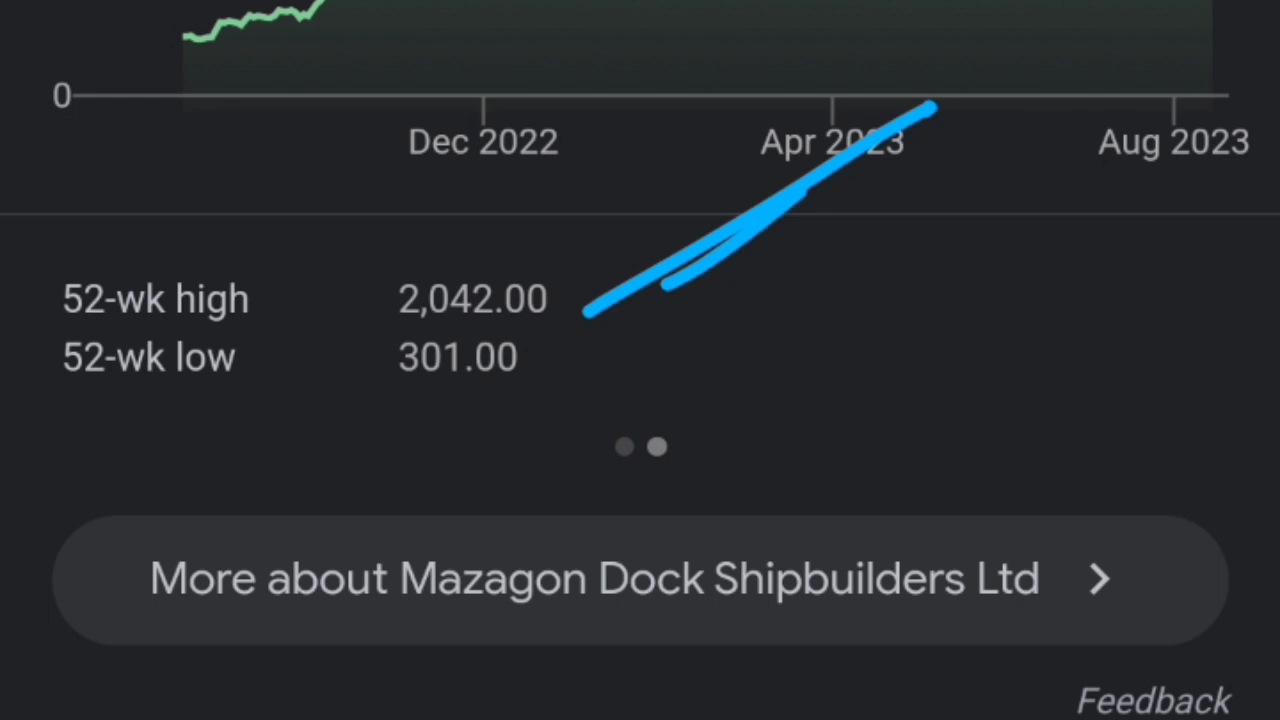 0
Dec 2022 Apr 2023 Aug 2023
52-wk high 2,042.00
52-wk low 301.00
More about Mazagon Dock Shipbuilders Ltd
Feedback